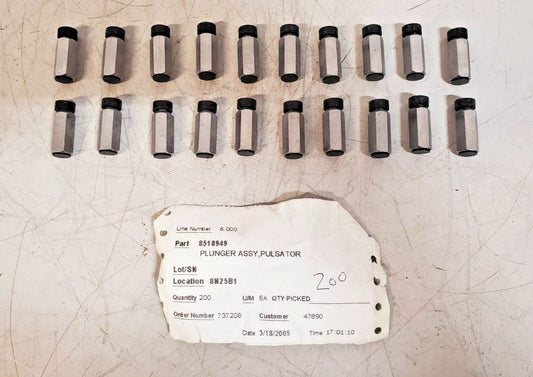 Line Number 6.000
Part 8518949
PLUNGER ASSY,PULSATOR
Lot/SN
Location 8N25B1
200
Quantity 200 U/M EA QTY PICKED
Order Number 737208 Customer 47890
Date 3/18/2005 Time 17:01:10